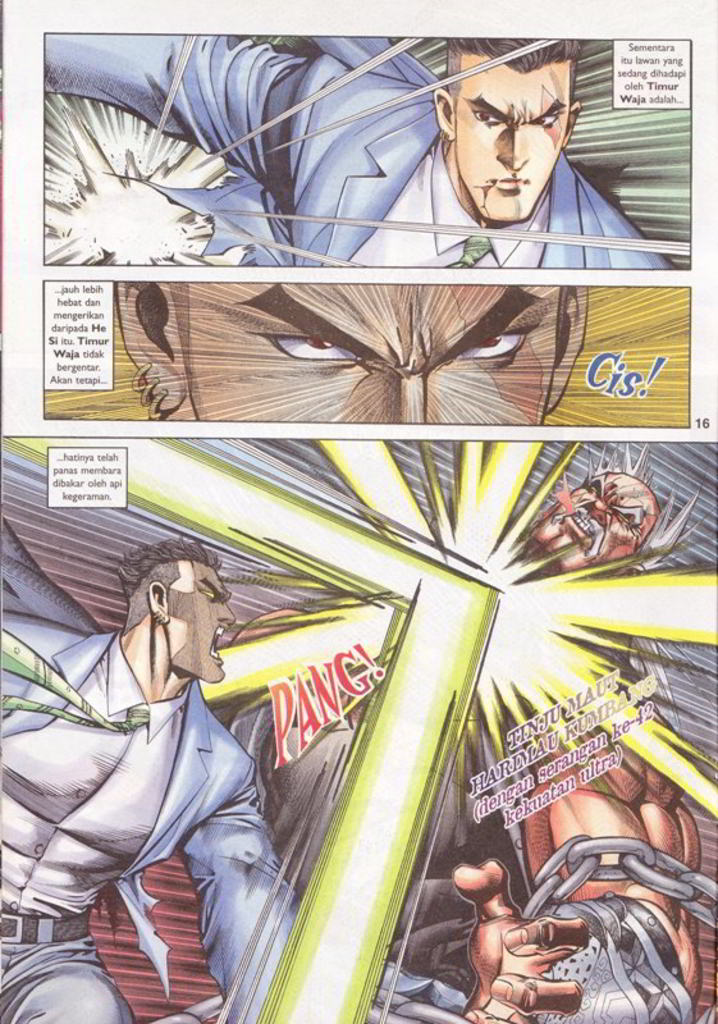 Sementara
itu lawan yang
sedang dihadapi
oleh Timur
Waja adalah...
...jauh lebih
hebat dan
mengerikan
daripada He
Si itu. Timur
Waja tidak
bergentar.
Akan tetapi...
Cis!
16
...hatinya telah
panas membara
dibakar oleh api
kegeraman.
PANG!
TINJU MAUT
HARIMAU KUMBANG
(dengan serangan ke-42
kekuatan ultra)